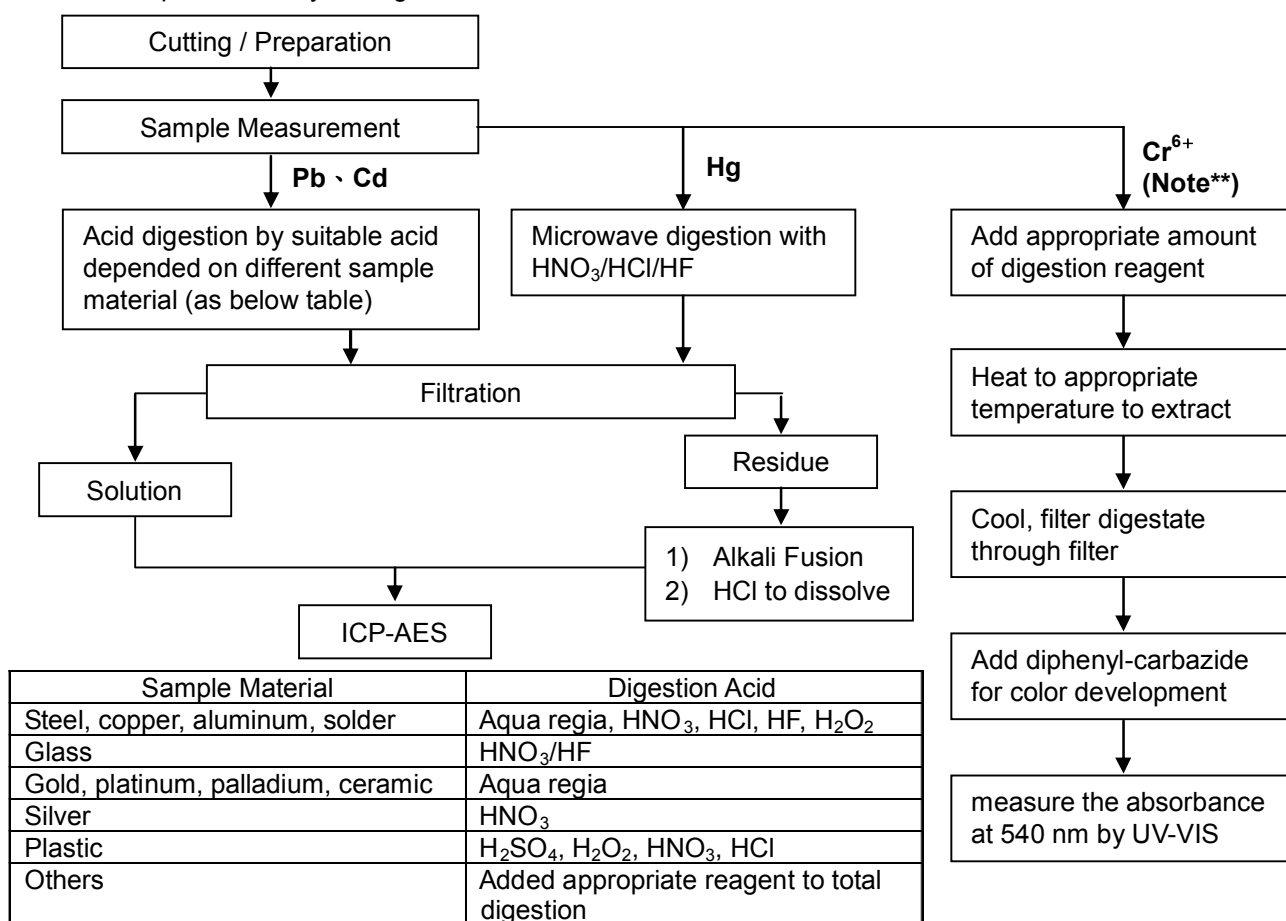 Cutting / Preparation
Sample Measurement
Pb、Cd
Hg
Cr⁶⁺
(Note**)
Acid digestion by suitable acid
depended on different sample
material (as below table)
Microwave digestion with
HNO₃/HCl/HF
Add appropriate amount
of digestion reagent
Filtration
Heat to appropriate
temperature to extract
Solution
Residue
Cool, filter digestate
through filter
1) Alkali Fusion
2) HCl to dissolve
ICP-AES
Add diphenyl-carbazide
for color development
measure the absorbance
at 540 nm by UV-VIS
Sample Material Digestion Acid
Steel, copper, aluminum, solder Aqua regia, HNO₃, HCl, HF, H₂O₂
Glass HNO₃/HF
Gold, platinum, palladium, ceramic Aqua regia
Silver HNO₃
Plastic H₂SO₄, H₂O₂, HNO₃, HCl
Others Added appropriate reagent to total
digestion